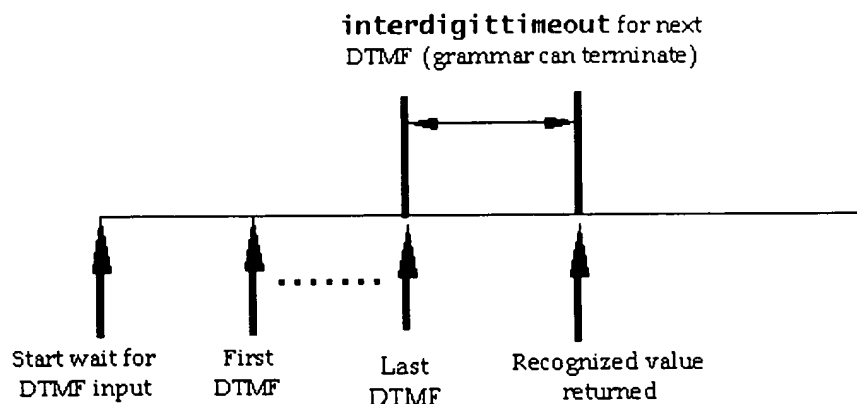 interdigittimeout for next
DTMF (grammar can terminate)
Start wait for
DTMF input
First
DTMF
Last
DTMF
Recognized value
returned